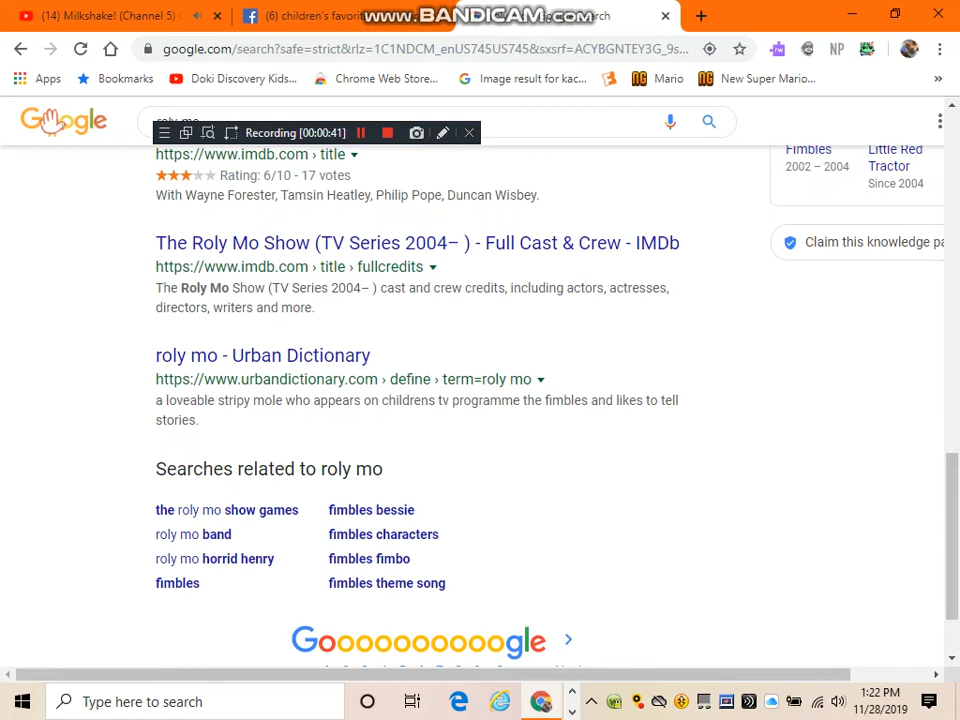 (14) Milkshake! (Channel 5)
(6) children's favorit
www.BANDICAM.com
rch
google.com/search?safe=strict&rlz=1C1NDCM_enUS745US745&sxsrf=ACYBGNTEY3G_9s...
Apps
Bookmarks
Doki Discovery Kids...
Chrome Web Store...
Image result for kac...
Mario
New Super Mario...
»
Google
roly mo
Recording [00:00:41]
https://www.imdb.com › title
Rating: 6/10 - 17 votes
With Wayne Forester, Tamsin Heatley, Philip Pope, Duncan Wisbey.
Fimbles
2002 – 2004
Little Red
Tractor
Since 2004
Claim this knowledge pa
The Roly Mo Show (TV Series 2004– ) - Full Cast & Crew - IMDb
https://www.imdb.com › title › fullcredits
The Roly Mo Show (TV Series 2004– ) cast and crew credits, including actors, actresses,
directors, writers and more.
roly mo - Urban Dictionary
https://www.urbandictionary.com › define › term=roly mo
a loveable stripy mole who appears on childrens tv programme the fimbles and likes to tell
stories.
Searches related to roly mo
the roly mo show games
fimbles bessie
roly mo band
fimbles characters
roly mo horrid henry
fimbles fimbo
fimbles
fimbles theme song
Goooooooooogle
Type here to search
1:22 PM
11/28/2019